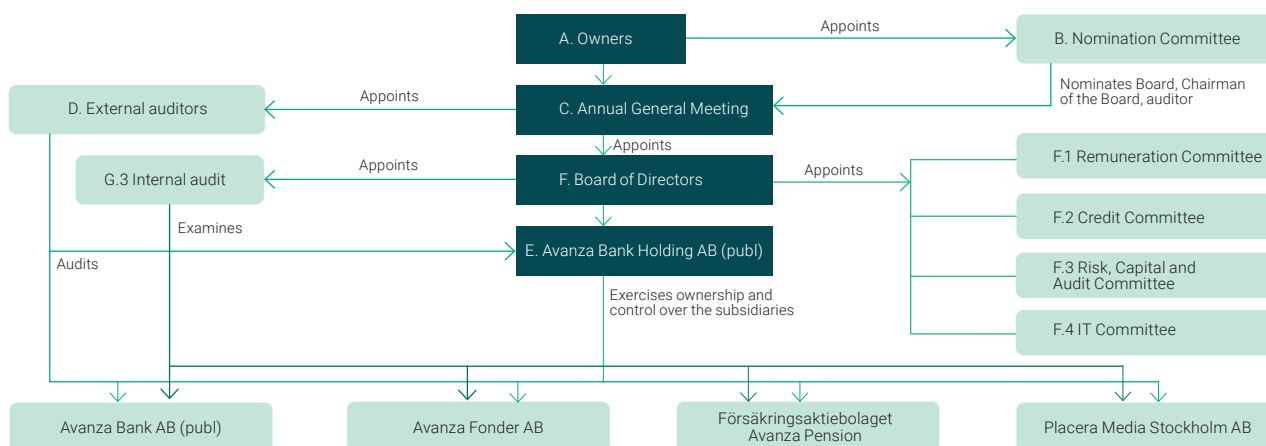 A. Owners
Appoints
B. Nomination Committee
Nominates Board, Chairman
of the Board, auditor
D. External auditors
Appoints
C. Annual General Meeting
Appoints
G.3 Internal audit
Appoints
F. Board of Directors
Appoints
F.1 Remuneration Committee
F.2 Credit Committee
F.3 Risk, Capital and
Audit Committee
F.4 IT Committee
Examines
Audits
E. Avanza Bank Holding AB (publ)
Exercises ownership and
control over the subsidiaries
Avanza Bank AB (publ)
Avanza Fonder AB
Försäkringsaktiebolaget
Avanza Pension
Placera Media Stockholm AB